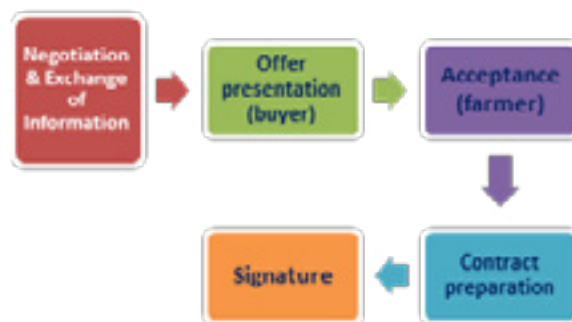 Negotiation
& Exchange
of
Information
Offer
presentation
(buyer)
Acceptance
(farmer)
Contract
preparation
Signature